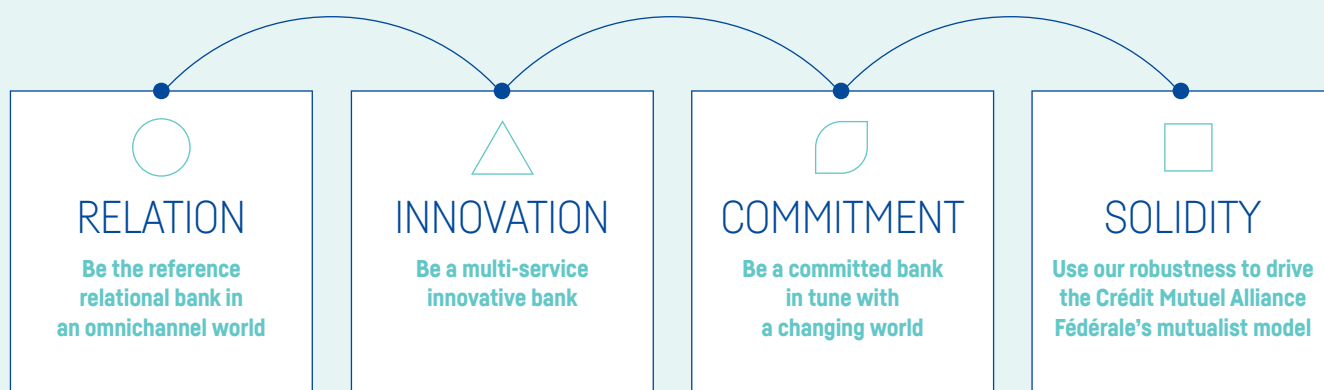 RELATION
Be the reference
relational bank in
an omnichannel world
INNOVATION
Be a multi-service
innovative bank
COMMITMENT
Be a committed bank
in tune with
a changing world
SOLIDITY
Use our robustness to drive
the Crédit Mutuel Alliance
Fédérale’s mutualist model